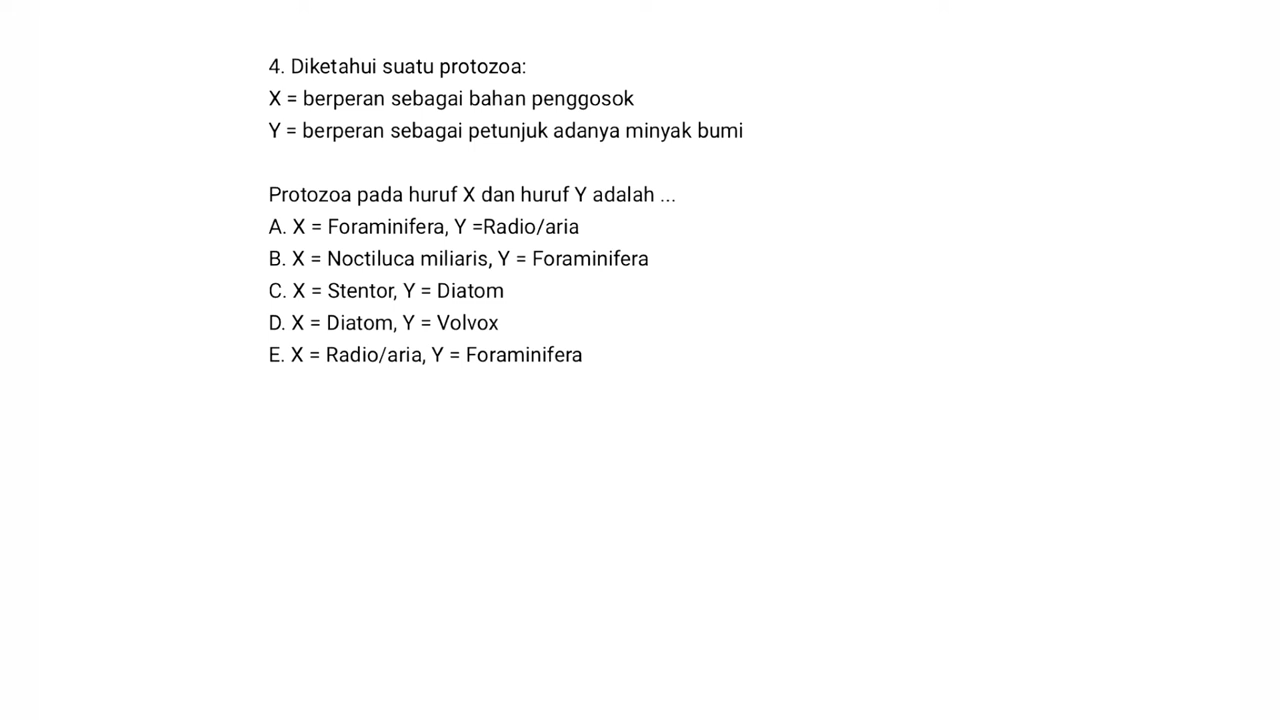 4. Diketahui suatu protozoa:
X = berperan sebagai bahan penggosok
Y = berperan sebagai petunjuk adanya minyak bumi
Protozoa pada huruf X dan huruf Y adalah ...
A. X = Foraminifera, Y =Radio/aria
B. X = Noctiluca miliaris, Y = Foraminifera
C. X = Stentor, Y = Diatom
D. X = Diatom, Y = Volvox
E. X = Radio/aria, Y = Foraminifera